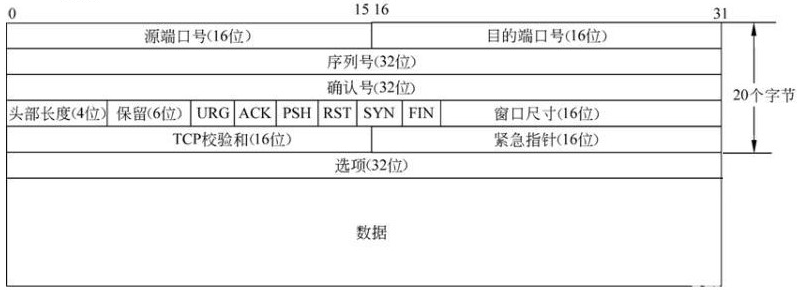 0 15 16 31
源端口号(16位) 目的端口号(16位)
序列号(32位)
确认号(32位)
20个字节
头部长度(4位) 保留(6位) URG ACK PSH RST SYN FIN 窗口尺寸(16位)
TCP校验和(16位) 紧急指针(16位)
选项(32位)
数据